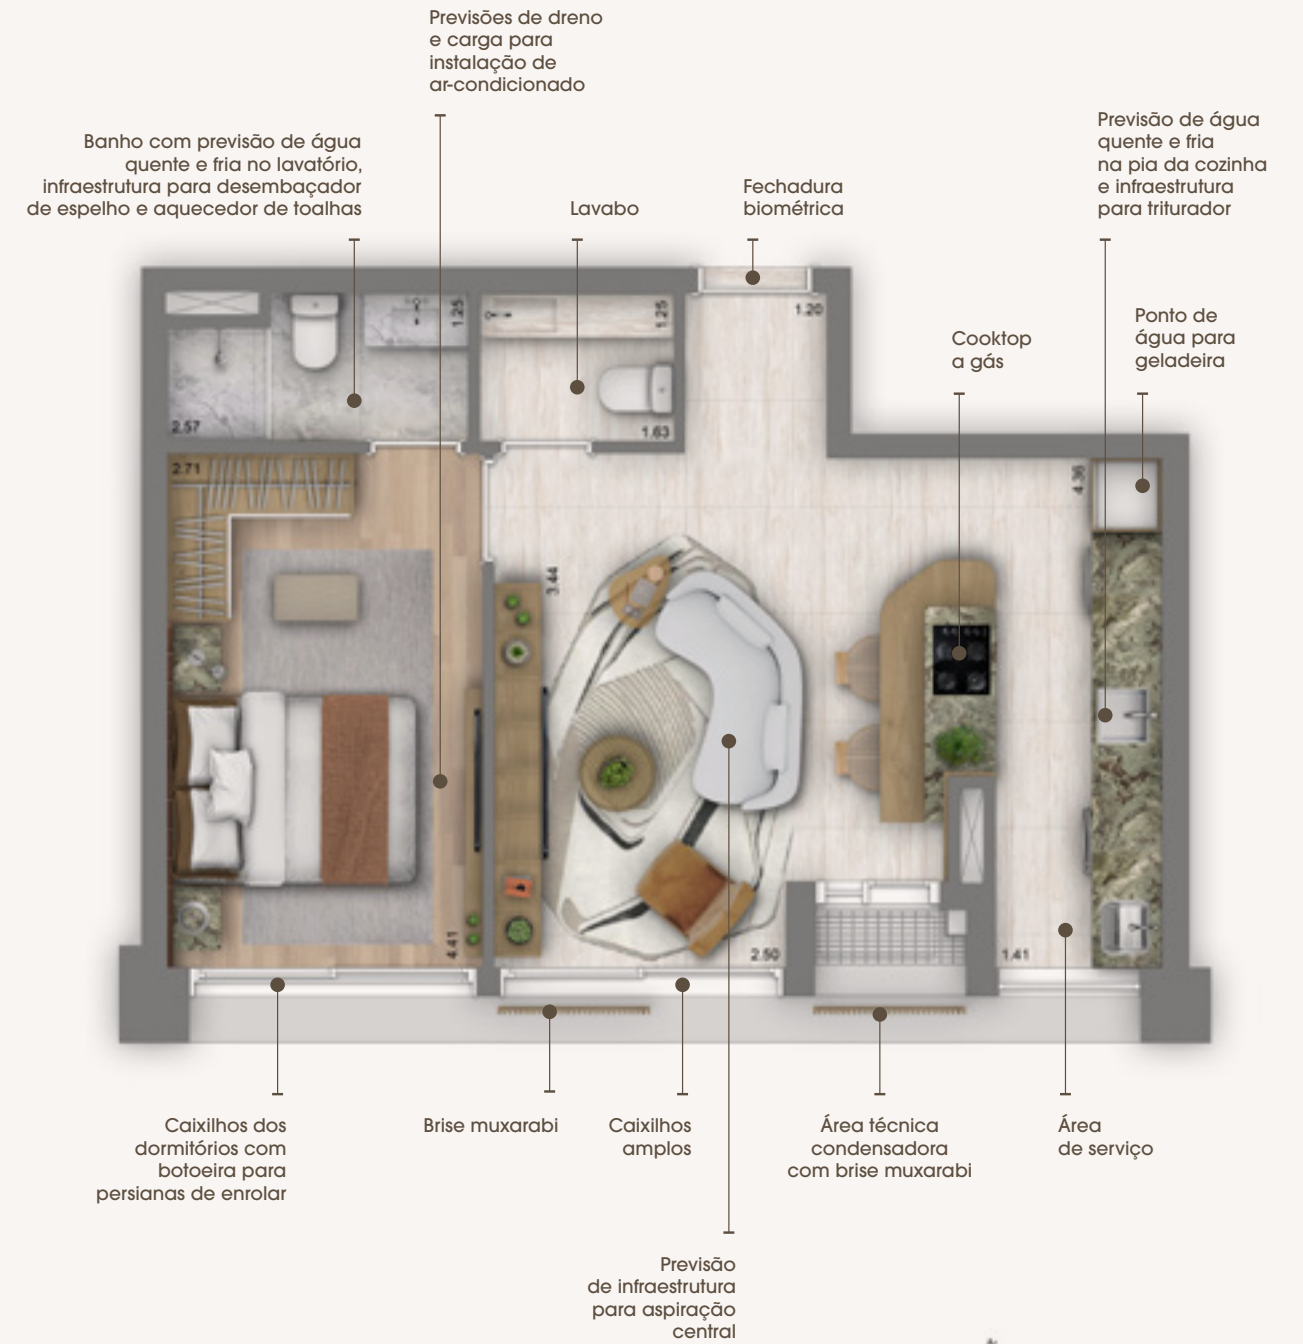 Previsões de dreno
e carga para
instalação de
ar-condicionado
Banho com previsão de água
quente e fria no lavatório,
infraestrutura para desembaçador
de espelho e aquecedor de toalhas
Lavabo
Fechadura
biométrica
Previsão de água
quente e fria
na pia da cozinha
e infraestrutura
para triturador
Cooktop
a gás
Ponto de
água para
geladeira
1.25
1.25
1.20
2.57
1.63
2.71
4.36
3.44
4.41
2.50
1.41
Caixilhos dos
dormitórios com
botoeira para
persianas de enrolar
Brise muxarabi
Caixilhos
amplos
Área técnica
condensadora
com brise muxarabi
Área
de serviço
Previsão
de infraestrutura
para aspiração
central